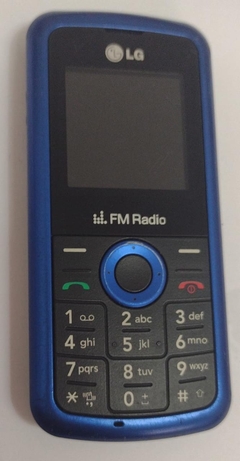 LG
FM Radio
1 2 abc 3 def
4 ghi 5 jkl 6 mno
7 pqrs 8 tuv 9 wxyz
* 0 + #